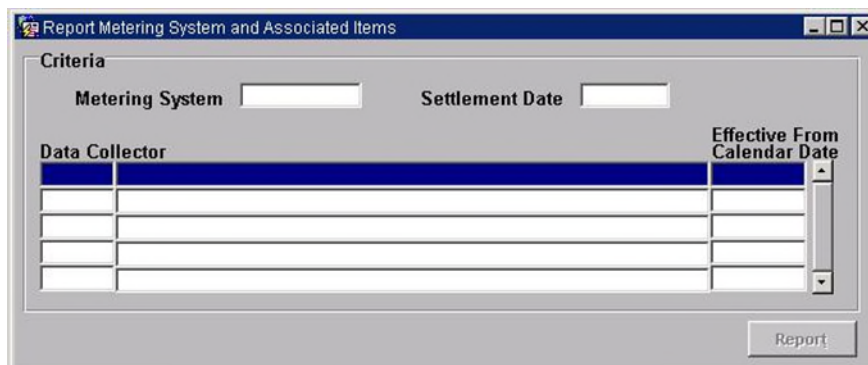 Report Metering System and Associated Items
Criteria
Metering System Settlement Date
Data Collector Effective From Calendar Date
Report